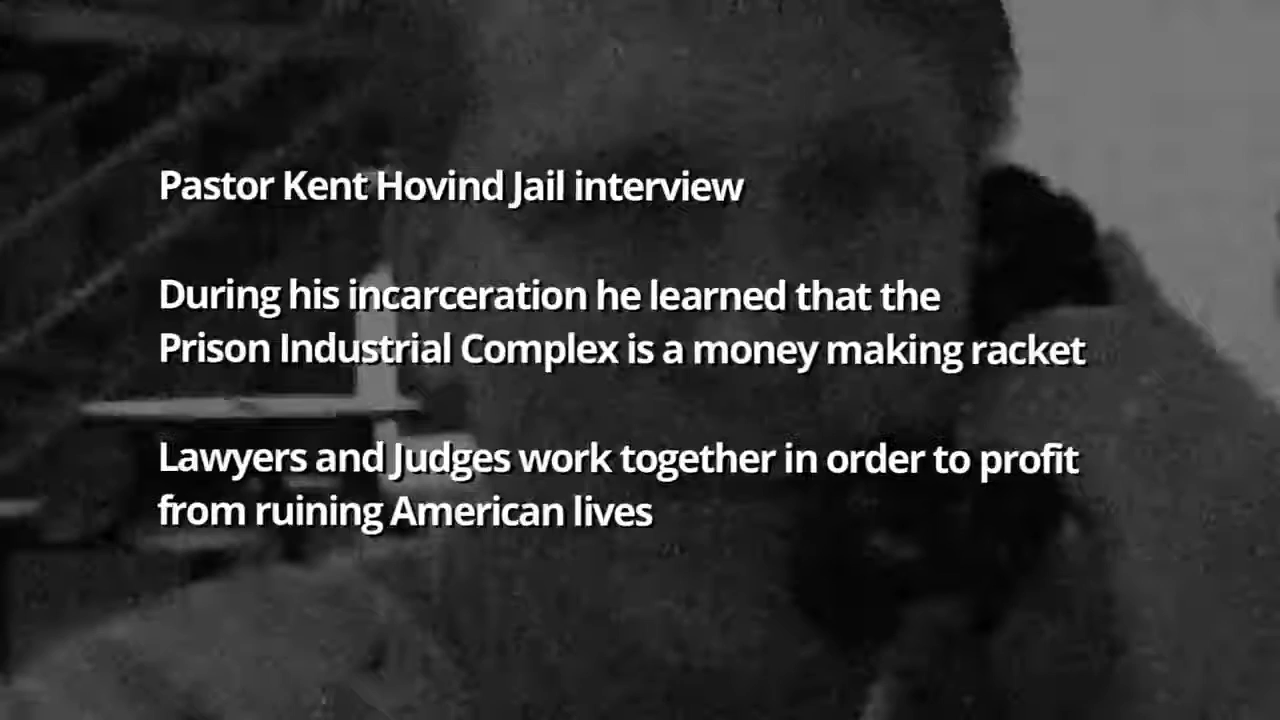 Pastor Kent Hovind Jail interview
During his incarceration he learned that the
Prison Industrial Complex is a money making racket
Lawyers and Judges work together in order to profit
from ruining American lives